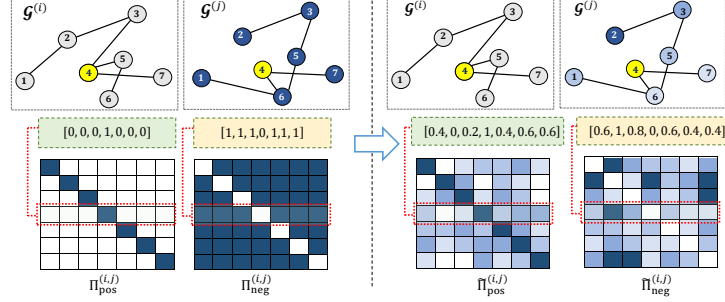 𝒢^(i)
3
2
5
4
1
7
6
𝒢^(j)
3
2
5
4
1
7
6
𝒢^(i)
3
2
5
4
1
7
6
𝒢^(j)
3
2
5
4
1
7
6
[0, 0, 0, 1, 0, 0, 0]
[1, 1, 1,0, 1,1, 1]
[0.4, 0, 0.2, 1, 0.4, 0.6, 0.6]
[0.6, 1, 0.8, 0, 0.6, 0.4, 0.4]
Π_pos^(i,j)
Π_neg^(i,j)
Π̃_pos^(i,j)
Π̃_neg^(i,j)